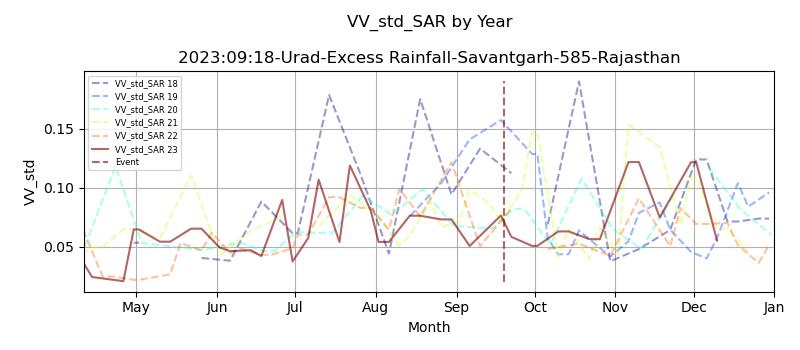 VV_std_SAR by Year
2023:09:18-Urad-Excess Rainfall-Savantgarh-585-Rajasthan
VV_std_SAR 18
VV_std_SAR 19
VV_std_SAR 20
VV_std_SAR 21
VV_std_SAR 22
VV_std_SAR 23
Event
0.15
0.10
0.05
VV_std
May Jun Jul Aug Sep Oct Nov Dec Jan
Month